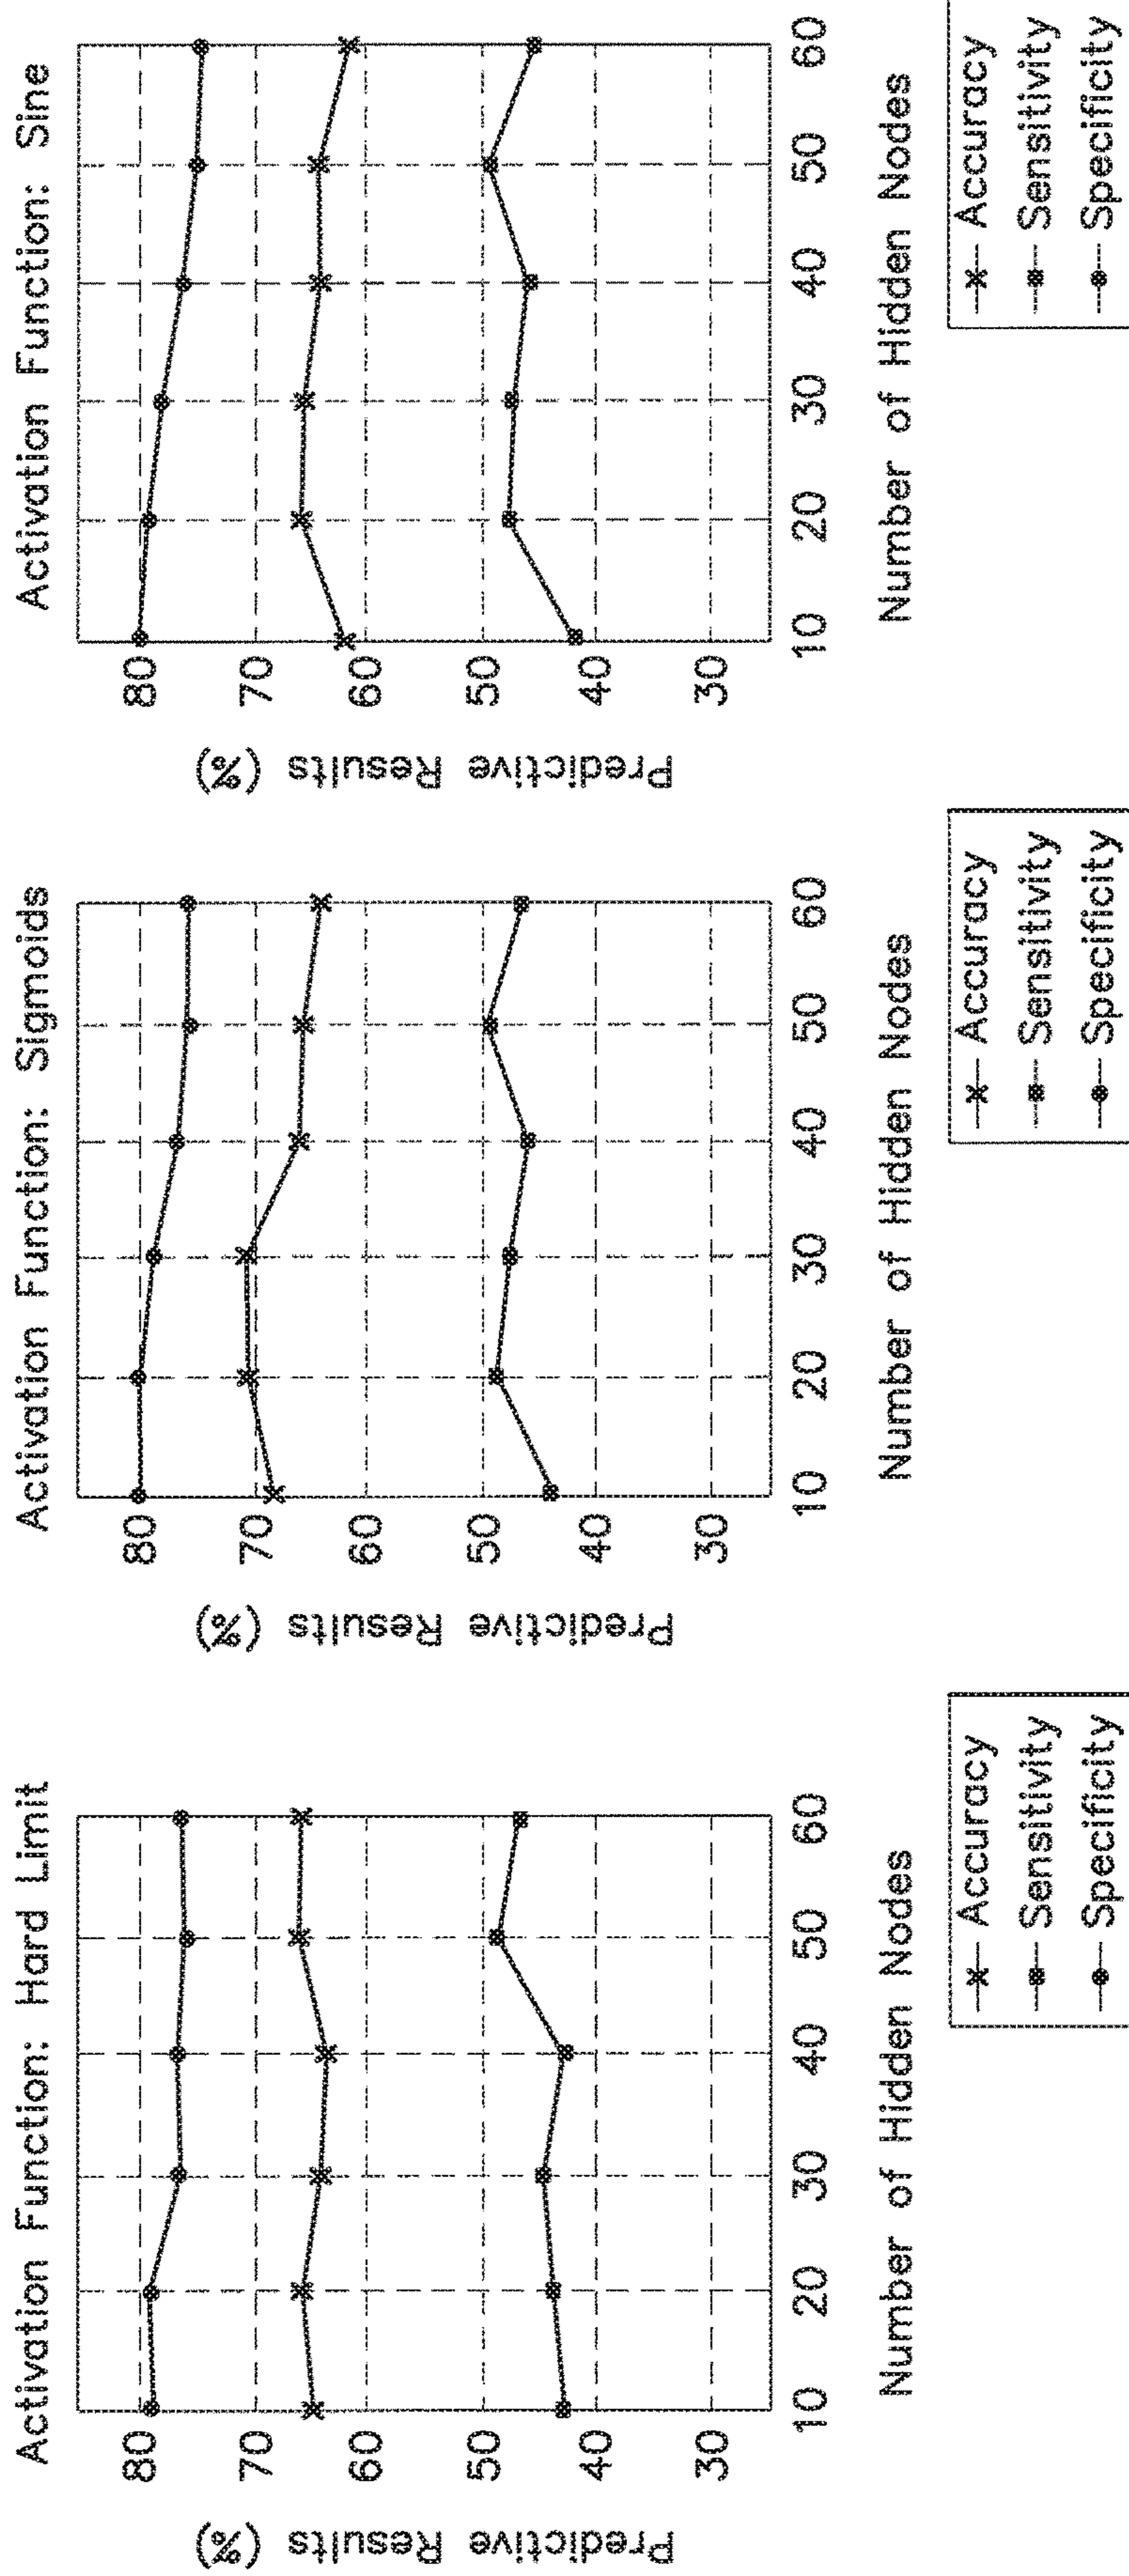 Activation Function: Hard Limit
Predictive Results (%)
80
70
60
50
40
30
10 20 30 40 50 60
Number of Hidden Nodes
Accuracy
Sensitivity
Specificity
Activation Function: Sigmoids
Predictive Results (%)
80
70
60
50
40
30
10 20 30 40 50 60
Number of Hidden Nodes
Accuracy
Sensitivity
Specificity
Activation Function: Sine
Predictive Results (%)
80
70
60
50
40
30
10 20 30 40 50 60
Number of Hidden Nodes
Accuracy
Sensitivity
Specificity